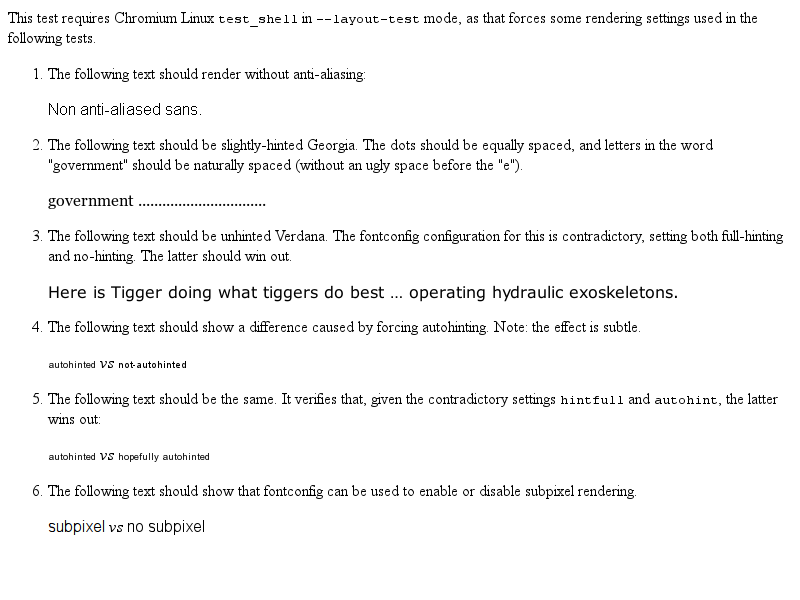 This test requires Chromium Linux test_shell in --layout-test mode, as that forces some rendering settings used in the
following tests.
1. The following text should render without anti-aliasing:
Non anti-aliased sans.
2. The following text should be slightly-hinted Georgia. The dots should be equally spaced, and letters in the word
"government" should be naturally spaced (without an ugly space before the "e").
government ................................
3. The following text should be unhinted Verdana. The fontconfig configuration for this is contradictory, setting both full-hinting
and no-hinting. The latter should win out.
Here is Tigger doing what tiggers do best … operating hydraulic exoskeletons.
4. The following text should show a difference caused by forcing autohinting. Note: the effect is subtle.
autohinted vs not-autohinted
5. The following text should be the same. It verifies that, given the contradictory settings hintfull and autohint, the latter
wins out:
autohinted vs hopefully autohinted
6. The following text should show that fontconfig can be used to enable or disable subpixel rendering.
subpixel vs no subpixel